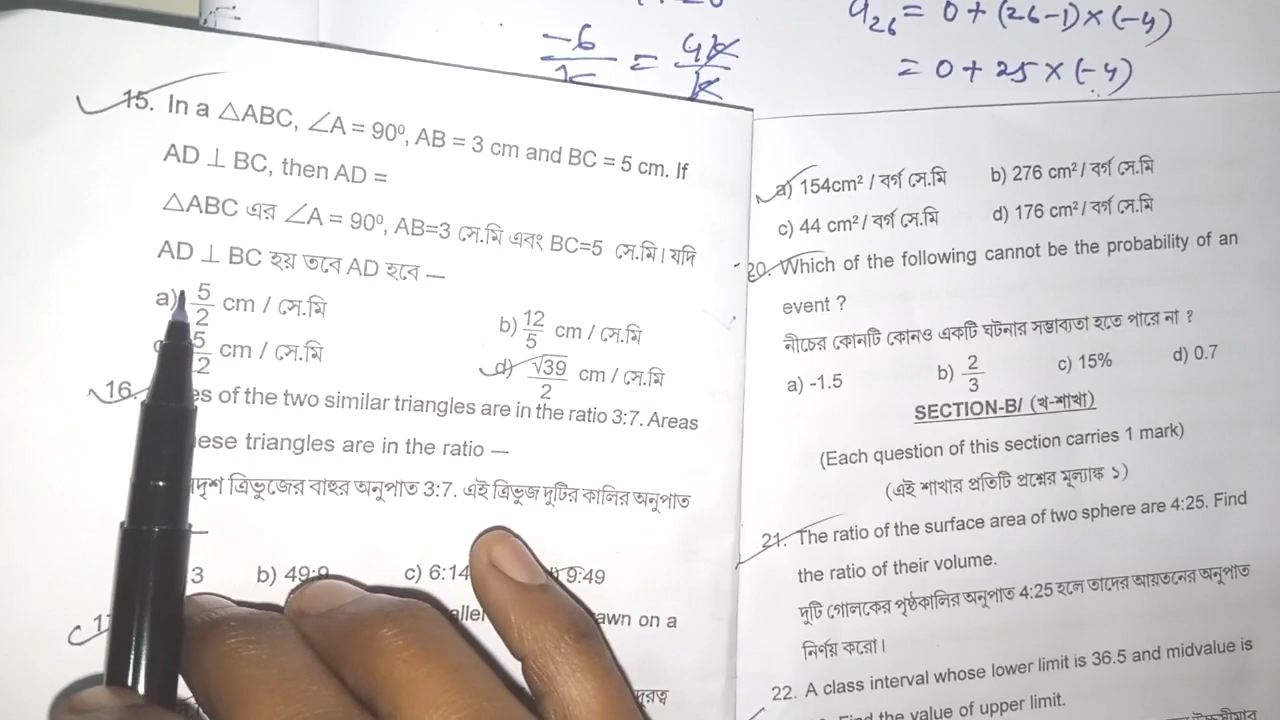 -6 = 4k
k
a26 = 0 + (26-1) × (-4)
= 0 + 25 × (-4)
15. In a △ABC, ∠A = 90⁰, AB = 3 cm and BC = 5 cm. If
AD ⊥ BC, then AD =
△ABC এর ∠A = 90⁰, AB=3 সে.মি এবং BC=5 সে.মি। যদি
AD ⊥ BC হয় তবে AD হবে —
a) 5/2 cm / সে.মি
b) 12/5 cm / সে.মি
5/2 cm / সে.মি
d) √39/2 cm / সে.মি
16. es of the two similar triangles are in the ratio 3:7. Areas
ese triangles are in the ratio —
ত্রিভুজের বাহুর অনুপাত 3:7. এই ত্রিভুজ দুটির কালির অনুপাত
3 b) 49:9 c) 6:14 9:49
awn on a
a) 154cm² / বর্গ সে.মি b) 276 cm² / বর্গ সে.মি
c) 44 cm² / বর্গ সে.মি d) 176 cm² / বর্গ সে.মি
20. Which of the following cannot be the probability of an
event ?
নীচের কোনটি কোনও একটি ঘটনার সম্ভাব্যতা হতে পারে না ?
a) -1.5 b) 2/3 c) 15% d) 0.7
SECTION-B/ (খ-শাখা)
(Each question of this section carries 1 mark)
(এই শাখার প্রতিটি প্রশ্নের মূল্যাঙ্ক ১)
21. The ratio of the surface area of two sphere are 4:25. Find
the ratio of their volume.
দুটি গোলকের পৃষ্ঠকালির অনুপাত 4:25 হলে তাদের আয়তনের অনুপাত
নির্ণয় করো।
22. A class interval whose lower limit is 36.5 and midvalue is
Find the value of upper limit.